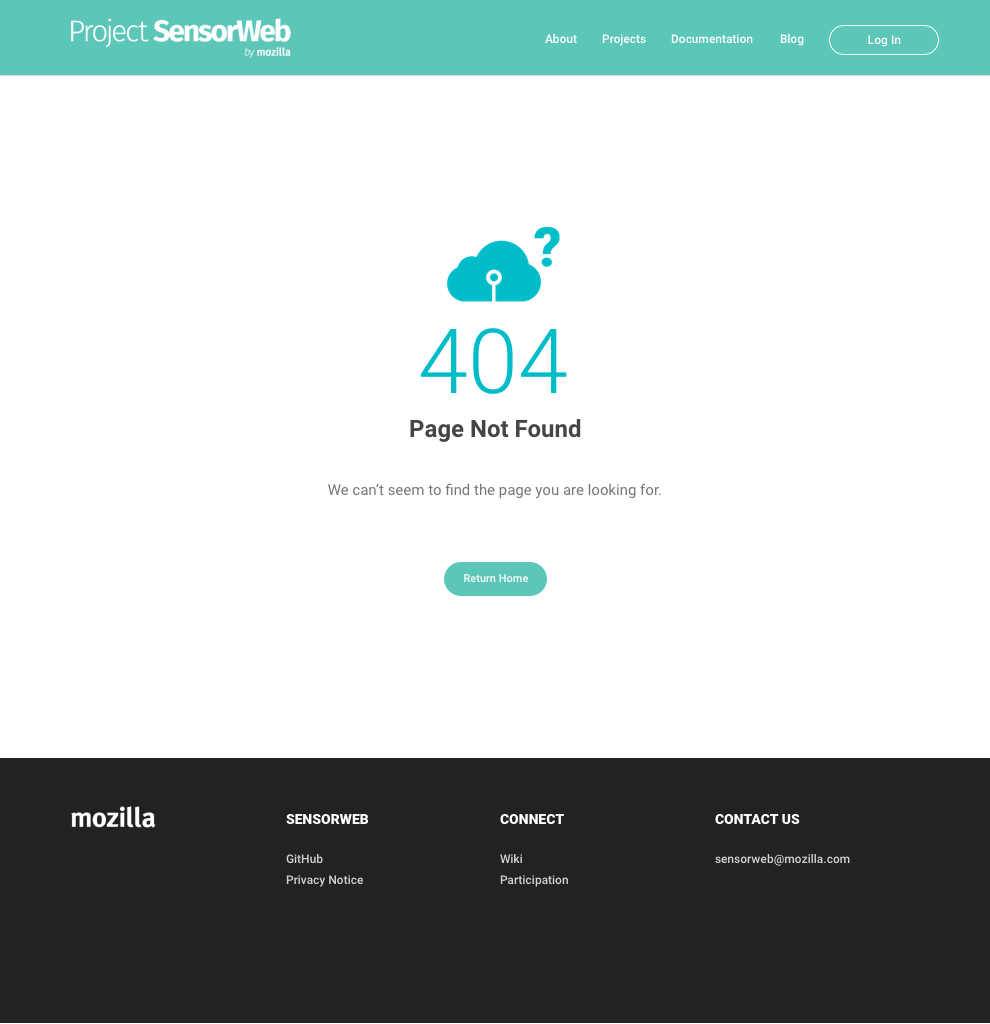 Project SensorWeb
by mozilla
About Projects Documentation Blog Log In
?
404
Page Not Found
We can’t seem to find the page you are looking for.
Return Home
mozilla
SENSORWEB
GitHub
Privacy Notice
CONNECT
Wiki
Participation
CONTACT US
sensorweb@mozilla.com